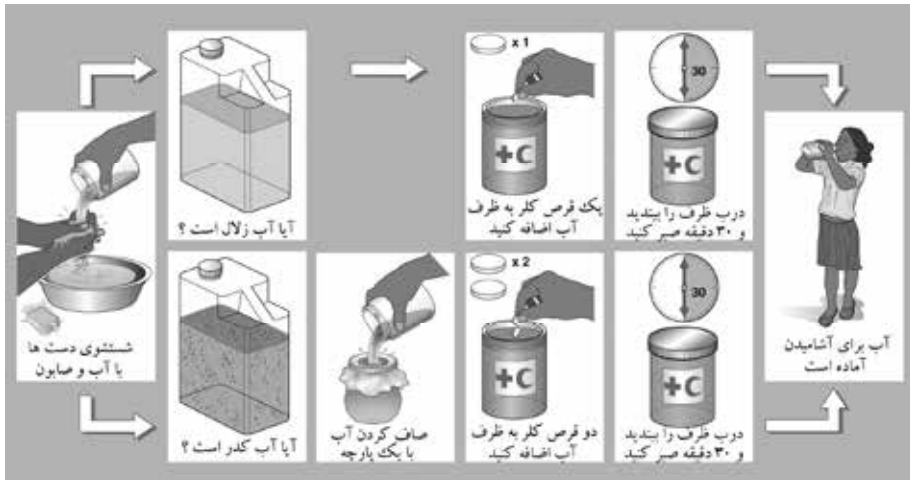 شستشوی دست ها
با آب و صابون
آیا آب زلال است ؟
x 1
یک قرص کلر به ظرف
آب اضافه کنید
+C
30
+C
درب ظرف را ببندید
و ۳۰ دقیقه صبر کنید
آیا آب کدر است ؟
صاف کردن آب
با یک پارچه
x 2
+C
دو قرص کلر به ظرف
آب اضافه کنید
30
+C
درب ظرف را ببندید
و ۳۰ دقیقه صبر کنید
آب برای آشامیدن
آماده است